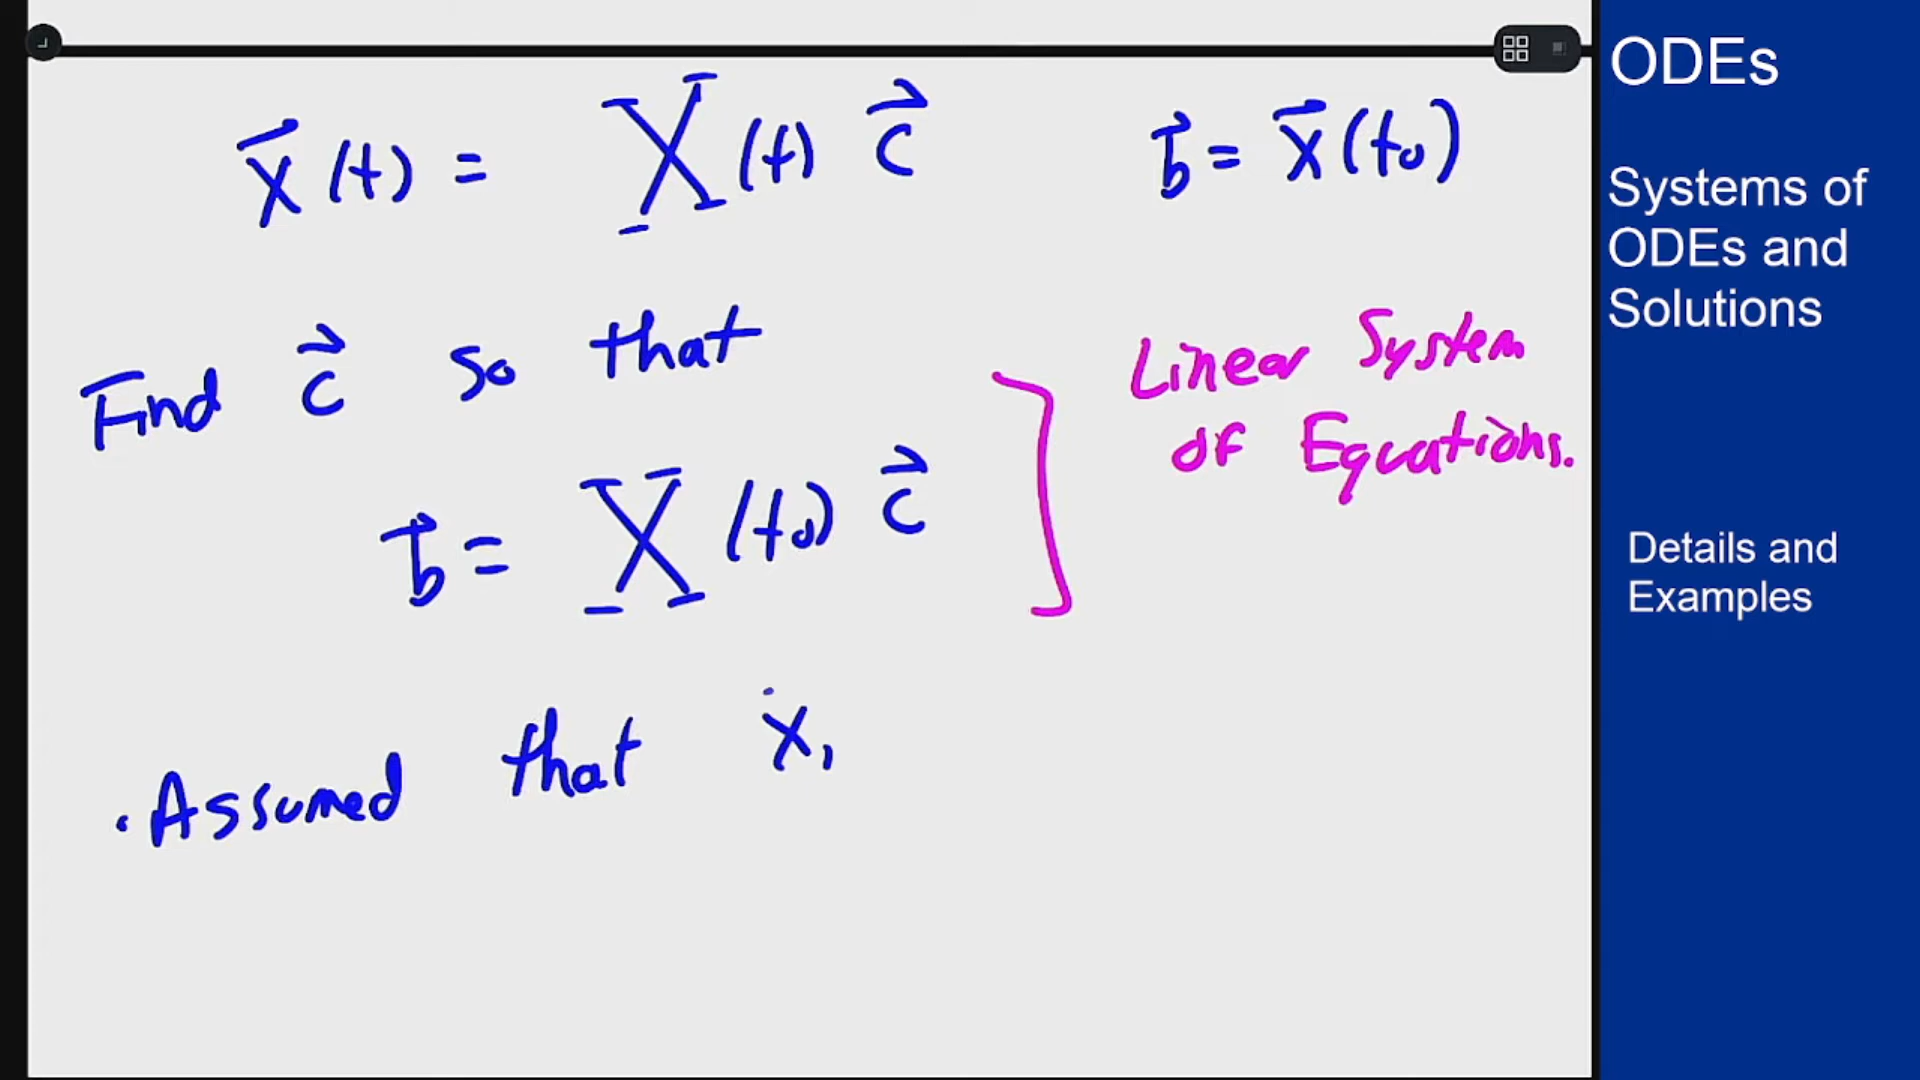 x⃗(t) = X(t) c⃗ b⃗ = x⃗(t₀)
Find c⃗ so that
Linear System
of Equations.
b⃗ = X(t₀) c⃗
• Assumed that x⃗₁
ODEs
Systems of
ODEs and
Solutions
Details and
Examples